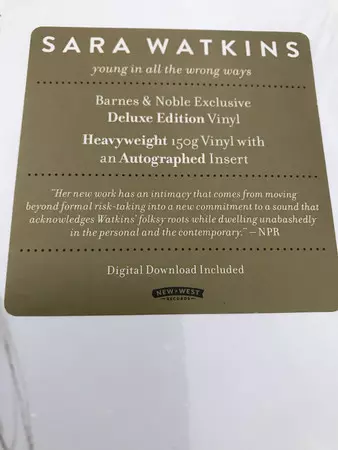 SARA WATKINS
young in all the wrong ways
Barnes & Noble Exclusive
Deluxe Edition Vinyl
Heavyweight 150g Vinyl with
an Autographed Insert
"Her new work has an intimacy that comes from moving
beyond formal risk-taking into a new commitment to a sound that
acknowledges Watkins' folksy roots while dwelling unabashedly
in the personal and the contemporary." – NPR
Digital Download Included
NEW WEST
RECORDS